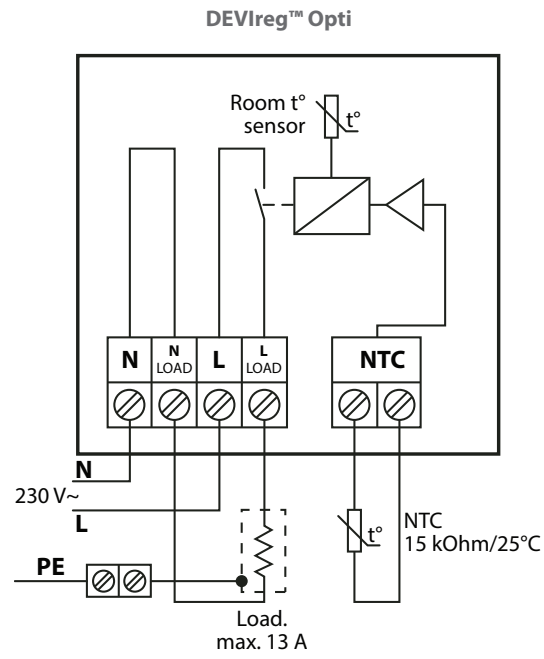 DEVIreg™ Opti
Room t°
sensor
t°
N
N
LOAD
L
L
LOAD
NTC
N
230 V~
L
t°
NTC
15 kOhm/25°C
PE
Load.
max. 13 A